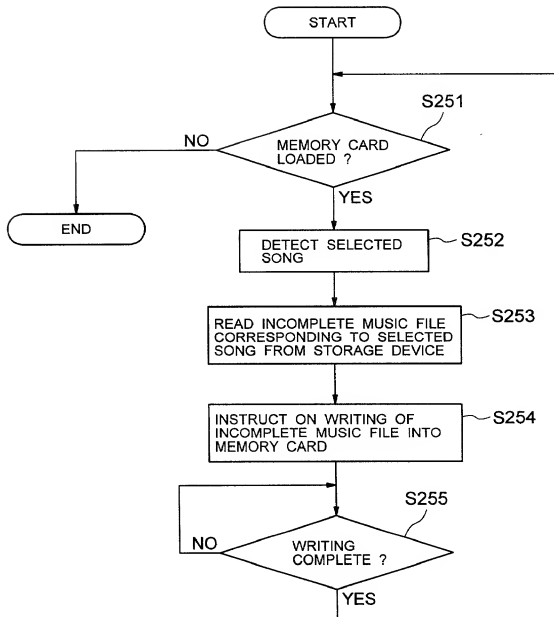 START
S251
NO
MEMORY CARD
LOADED ?
YES
END
DETECT SELECTED
SONG
S252
READ INCOMPLETE MUSIC FILE
CORRESPONDING TO SELECTED
SONG FROM STORAGE DEVICE
S253
INSTRUCT ON WRITING OF
INCOMPLETE MUSIC FILE INTO
MEMORY CARD
S254
S255
NO
WRITING
COMPLETE ?
YES